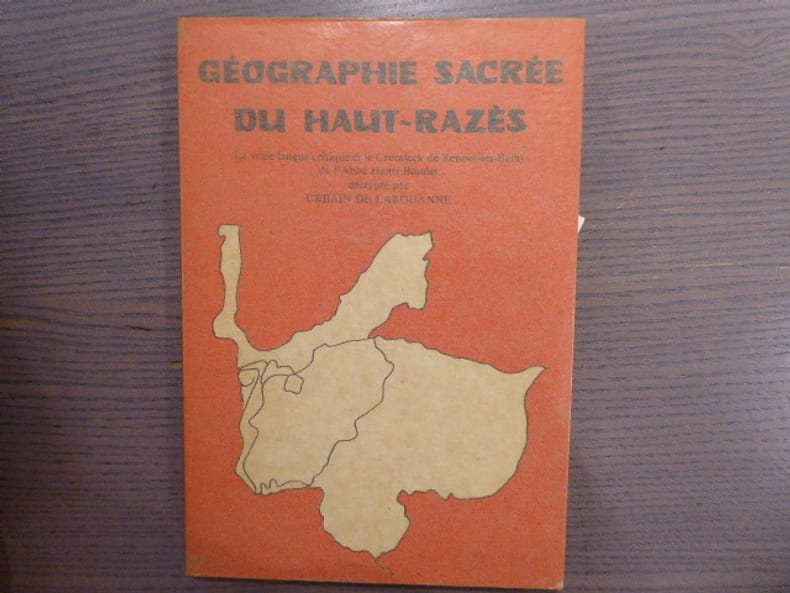 GÉOGRAPHIE SACRÉE
DU HAUT-RAZÈS
La vraie langue celtique et le Cromleck de Rennes-les-Bains
de l'Abbé Henri Boudet
décrypté par
URBAIN DE LAROUANNE